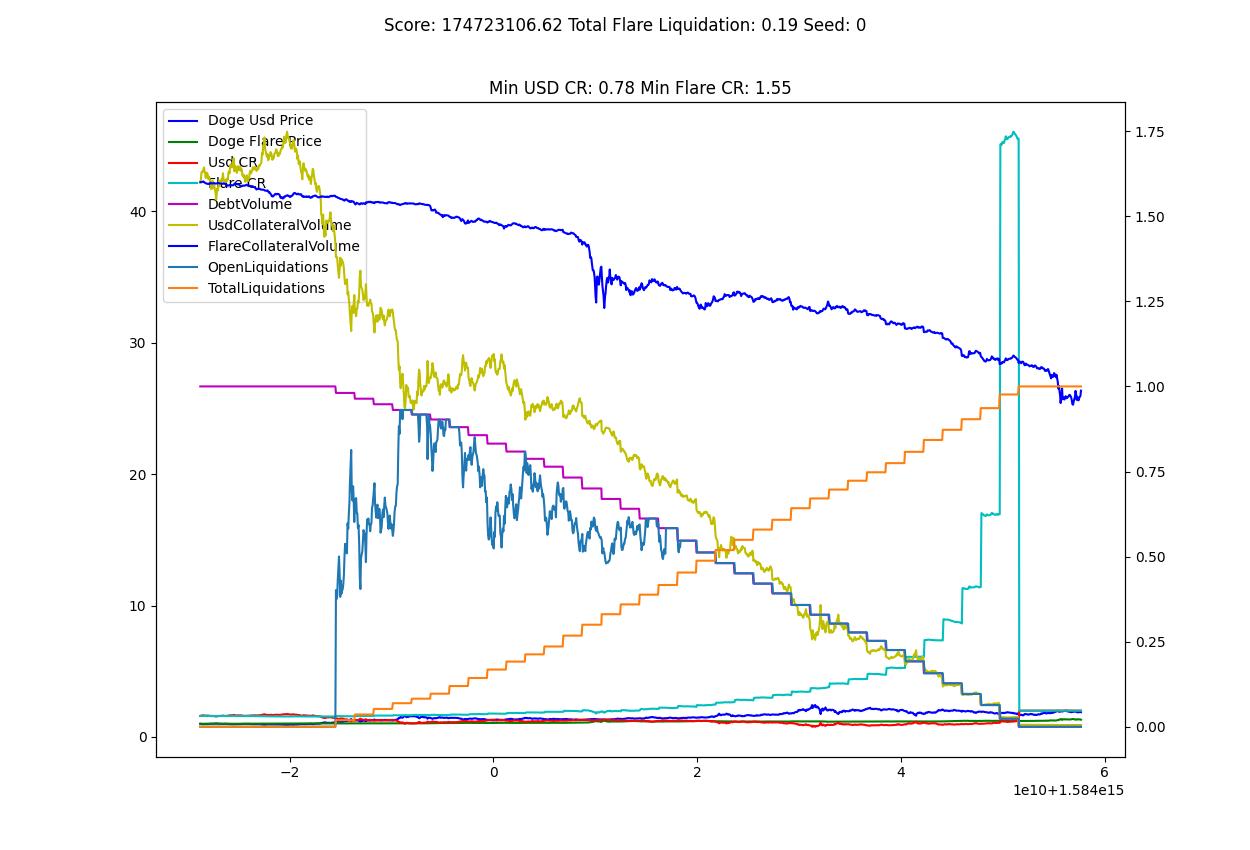 Score: 174723106.62 Total Flare Liquidation: 0.19 Seed: 0
Min USD CR: 0.78 Min Flare CR: 1.55
Doge Usd Price
Doge Flare Price
Usd CR
Flare CR
DebtVolume
UsdCollateralVolume
FlareCollateralVolume
OpenLiquidations
TotalLiquidations
40
30
20
10
0
1.75
1.50
1.25
1.00
0.75
0.50
0.25
0.00
−2
0
2
4
6
1e10+1.584e15